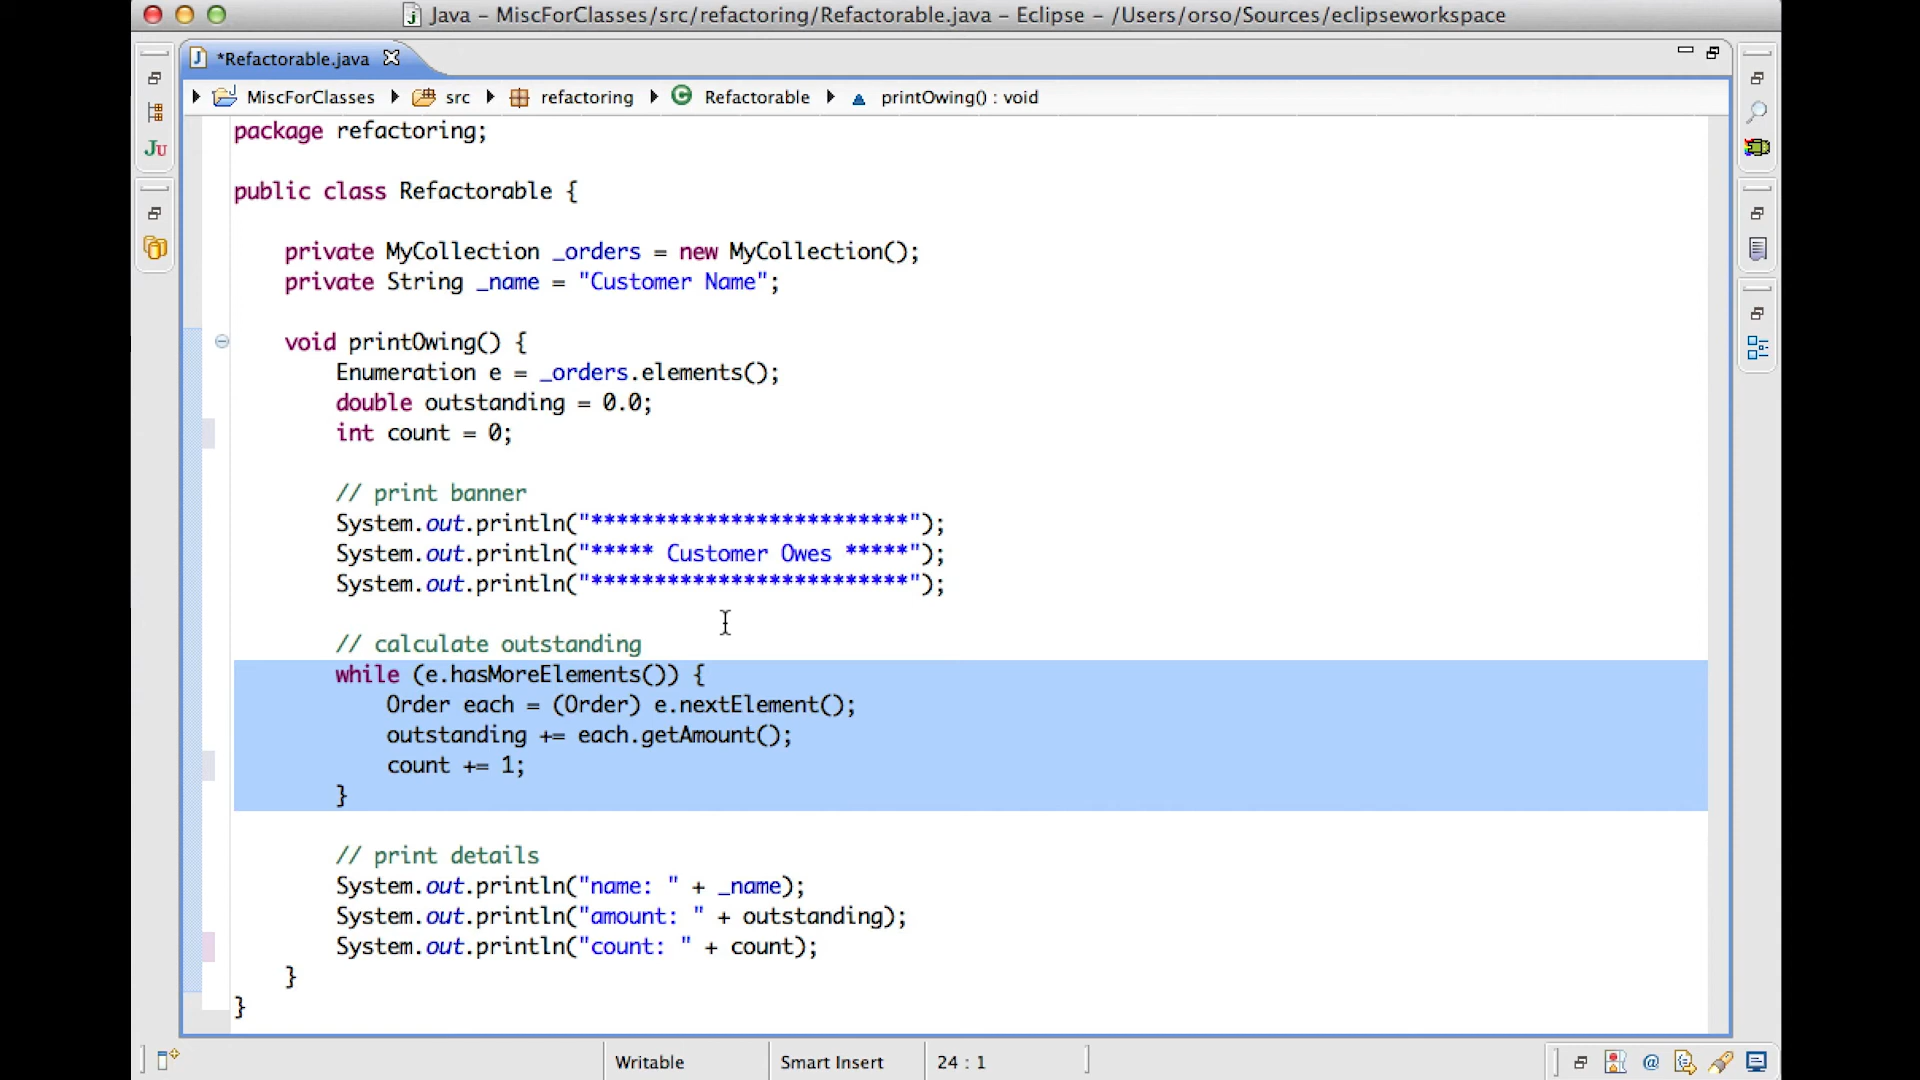 Java – MiscForClasses/src/refactoring/Refactorable.java – Eclipse – /Users/orso/Sources/eclipseworkspace
*Refactorable.java
MiscForClasses src refactoring Refactorable printOwing() : void
package refactoring;
public class Refactorable {
private MyCollection _orders = new MyCollection();
private String _name = "Customer Name";
void printOwing() {
Enumeration e = _orders.elements();
double outstanding = 0.0;
int count = 0;
// print banner
System.out.println("*************************");
System.out.println("***** Customer Owes *****");
System.out.println("*************************");
// calculate outstanding
while (e.hasMoreElements()) {
Order each = (Order) e.nextElement();
outstanding += each.getAmount();
count += 1;
}
// print details
System.out.println("name: " + _name);
System.out.println("amount: " + outstanding);
System.out.println("count: " + count);
}
}
Writable Smart Insert 24 : 1